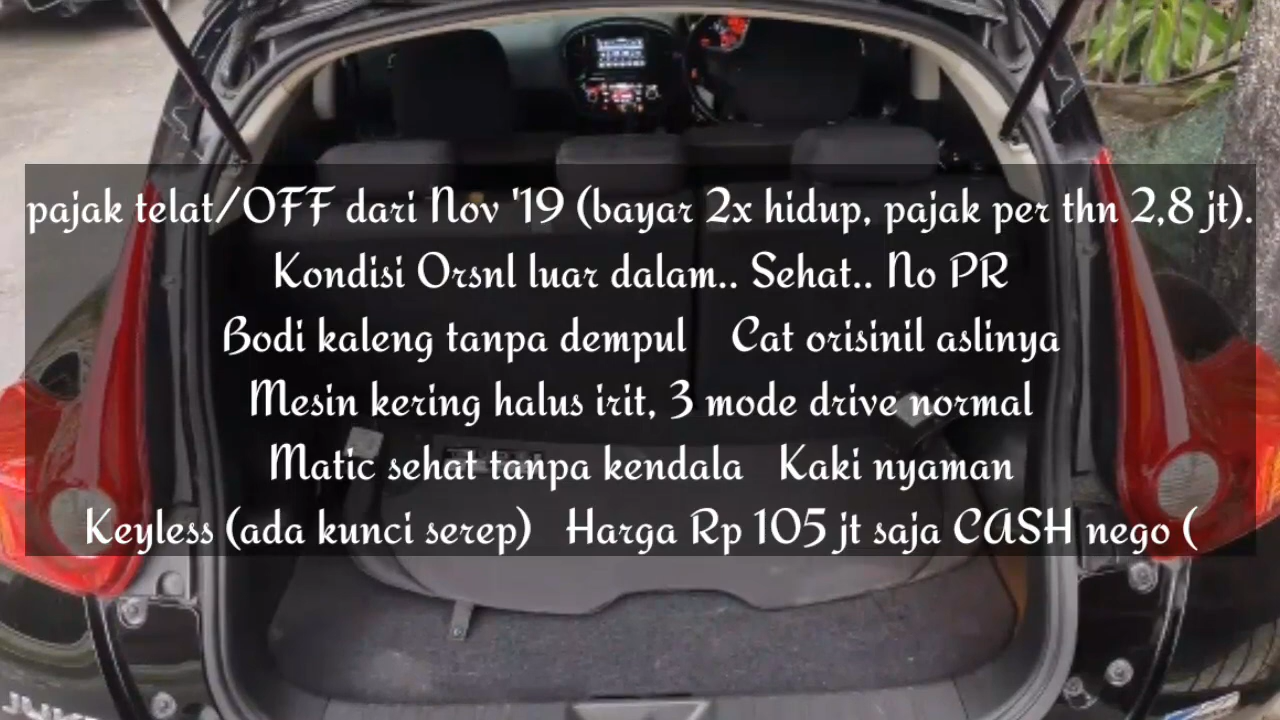 pajak telat/OFF dari Nov '19 (bayar 2x hidup, pajak per thn 2,8 jt).
Kondisi Orsnl luar dalam.. Sehat.. No PR
Bodi kaleng tanpa dempul Cat orisinil aslinya
Mesin kering halus irit, 3 mode drive normal
Matic sehat tanpa kendala Kaki nyaman
Keyless (ada kunci serep) Harga Rp 105 jt saja CASH nego (
JUKE